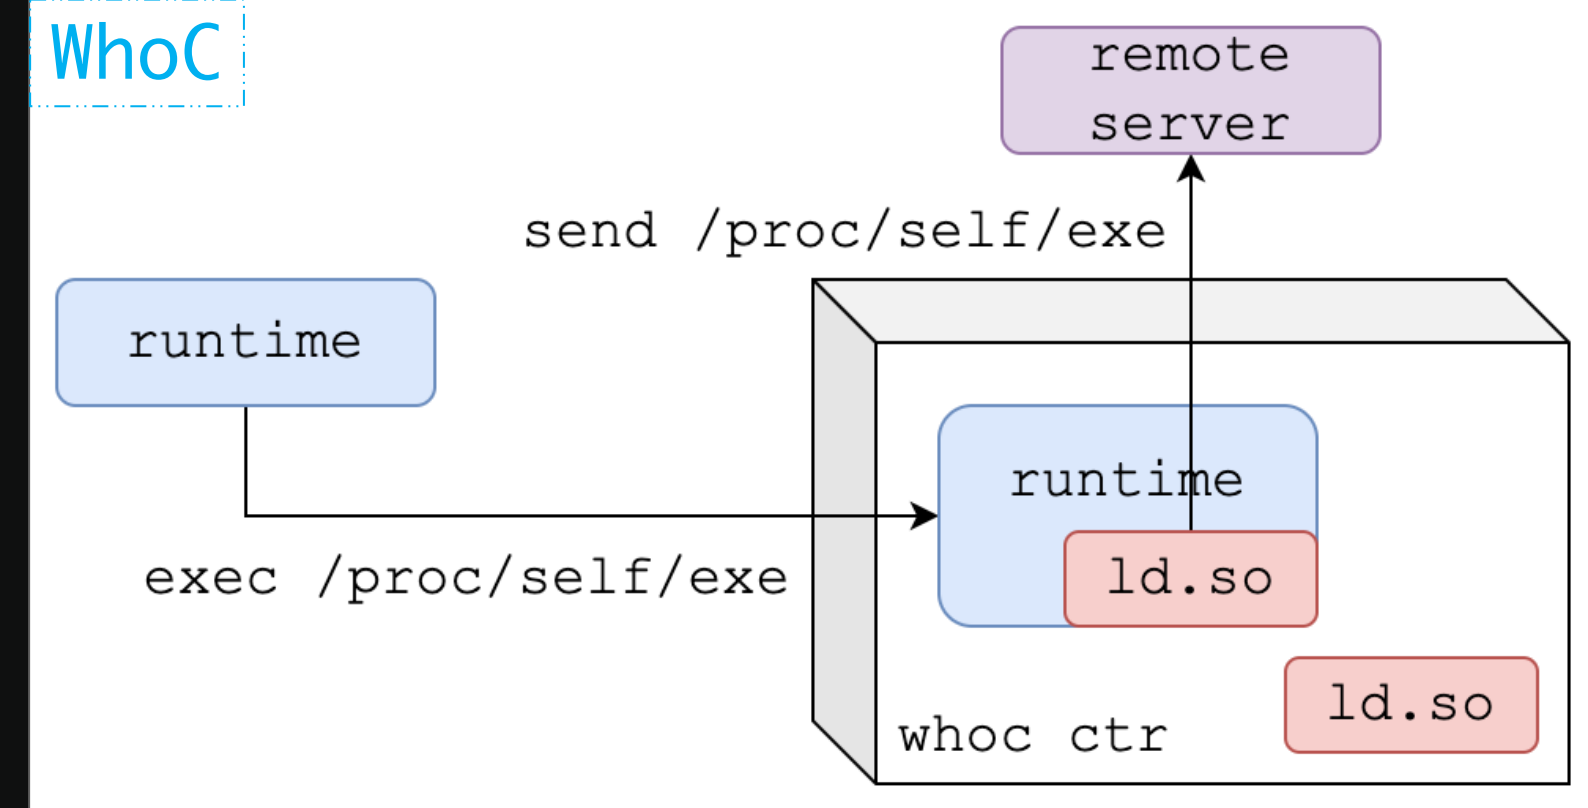 WhoC
remote
server
send /proc/self/exe
runtime
runtime
exec /proc/self/exe
ld.so
ld.so
whoc ctr